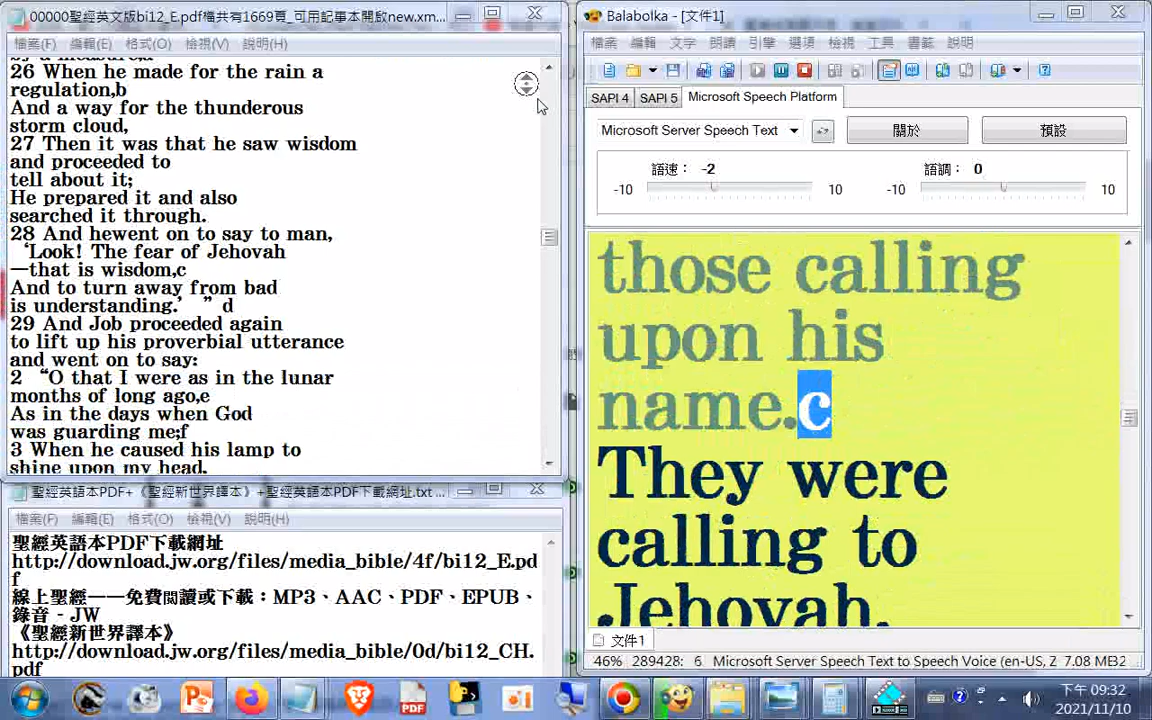 00000聖經英文版bi12_E.pdf檔共有1669頁_可用記事本開啟new.xm...
檔案(F) 編輯(E) 格式(O) 檢視(V) 說明(H)
26 When he made for the rain a
regulation,b
And a way for the thunderous
storm cloud,
27 Then it was that he saw wisdom
and proceeded to
tell about it;
He prepared it and also
searched it through.
28 And hewent on to say to man,
‘Look! The fear of Jehovah
—that is wisdom,c
And to turn away from bad
is understanding.’ ” d
29 And Job proceeded again
to lift up his proverbial utterance
and went on to say:
2 “O that I were as in the lunar
months of long ago,e
As in the days when God
was guarding me;f
3 When he caused his lamp to
shine upon my head,
聖經英語本PDF+《聖經新世界譯本》+聖經英語本PDF下載網址.txt ...
檔案(F) 編輯(E) 格式(O) 檢視(V) 說明(H)
聖經英語本PDF下載網址
http://download.jw.org/files/media_bible/4f/bi12_E.pd
f
線上聖經——免費閱讀或下載：MP3、AAC、PDF、EPUB、
錄音 - JW
《聖經新世界譯本》
http://download.jw.org/files/media_bible/0d/bi12_CH.
pdf
Balabolka - [文件1]
檔案 編輯 文字 朗讀 引擎 選項 檢視 工具 書籤 說明
SAPI 4 SAPI 5 Microsoft Speech Platform
Microsoft Server Speech Text 關於 預設
語速： -2 語調： 0
-10 10 -10 10
those calling
upon his
name.c
They were
calling to
Jehovah,
文件1
46% 289428: 6 Microsoft Server Speech Text to Speech Voice (en-US, Z 7.08 MB2
PDF
下午 09:32
2021/11/10